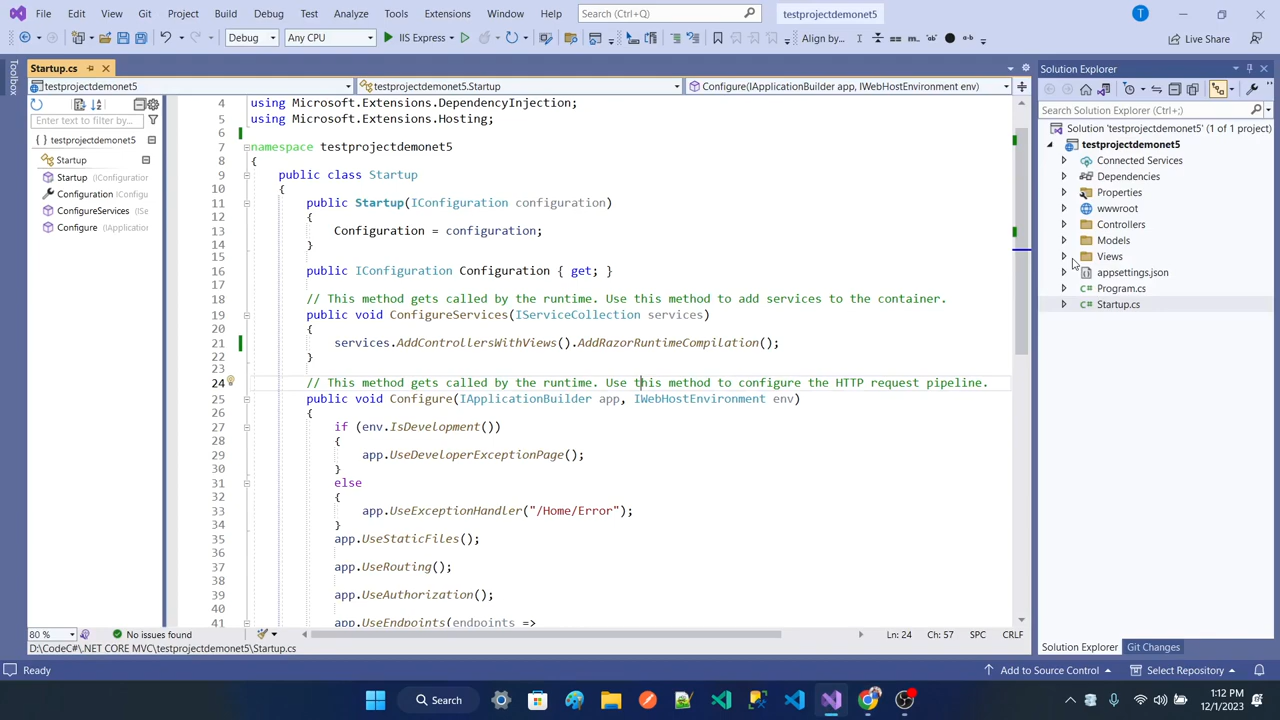 File Edit View Git Project Build Debug Test Analyze Tools Extensions Window Help Search (Ctrl+Q) testprojectdemonet5 T
Debug Any CPU IIS Express Align by... Live Share
Toolbox
Startup.cs
testprojectdemonet5 testprojectdemonet5.Startup Configure(IApplicationBuilder app, IWebHostEnvironment env)
Enter text to filter by...
{ } testprojectdemonet5
Startup
Startup (IConfiguration
Configuration IConfigu
ConfigureServices (ISe
Configure (IApplication
4 using Microsoft.Extensions.DependencyInjection;
5 using Microsoft.Extensions.Hosting;
6
7 namespace testprojectdemonet5
8 {
9 public class Startup
10 {
11 public Startup(IConfiguration configuration)
12 {
13 Configuration = configuration;
14 }
15
16 public IConfiguration Configuration { get; }
17
18 // This method gets called by the runtime. Use this method to add services to the container.
19 public void ConfigureServices(IServiceCollection services)
20 {
21 services.AddControllersWithViews().AddRazorRuntimeCompilation();
22 }
23
24 // This method gets called by the runtime. Use this method to configure the HTTP request pipeline.
25 public void Configure(IApplicationBuilder app, IWebHostEnvironment env)
26 {
27 if (env.IsDevelopment())
28 {
29 app.UseDeveloperExceptionPage();
30 }
31 else
32 {
33 app.UseExceptionHandler("/Home/Error");
34 }
35 app.UseStaticFiles();
36
37 app.UseRouting();
38
39 app.UseAuthorization();
40
41 app.UseEndpoints(endpoints =>
80 % No issues found Ln: 24 Ch: 57 SPC CRLF
D:\CodeC#\.NET CORE MVC\testprojectdemonet5\Startup.cs
Solution Explorer
Search Solution Explorer (Ctrl+;)
Solution 'testprojectdemonet5' (1 of 1 project)
testprojectdemonet5
Connected Services
Dependencies
Properties
wwwroot
Controllers
Models
Views
appsettings.json
C# Program.cs
C# Startup.cs
Solution Explorer Git Changes
Ready Add to Source Control Select Repository
Search
1:12 PM
12/1/2023